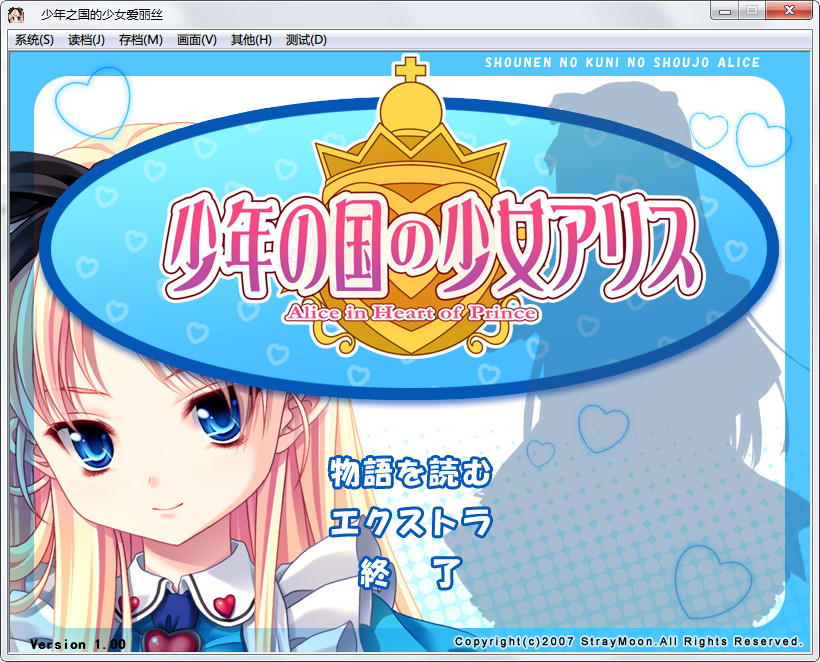 少年之国的少女爱丽丝
系统(S) 读档(J) 存档(M) 画面(V) 其他(H) 测试(D)
SHOUNEN NO KUNI NO SHOUJO ALICE
少年の国の少女アリス
Alice in Heart of Prince
物語を読む
エクストラ
終 了
Version 1.00
Copyright(c)2007 StrayMoon.All Rights Reserved.